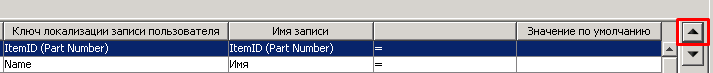 Ключ локализации записи пользователя Имя записи Значение по умолчанию
ItemID (Part Number) ItemID (Part Number) =
Name Имя =